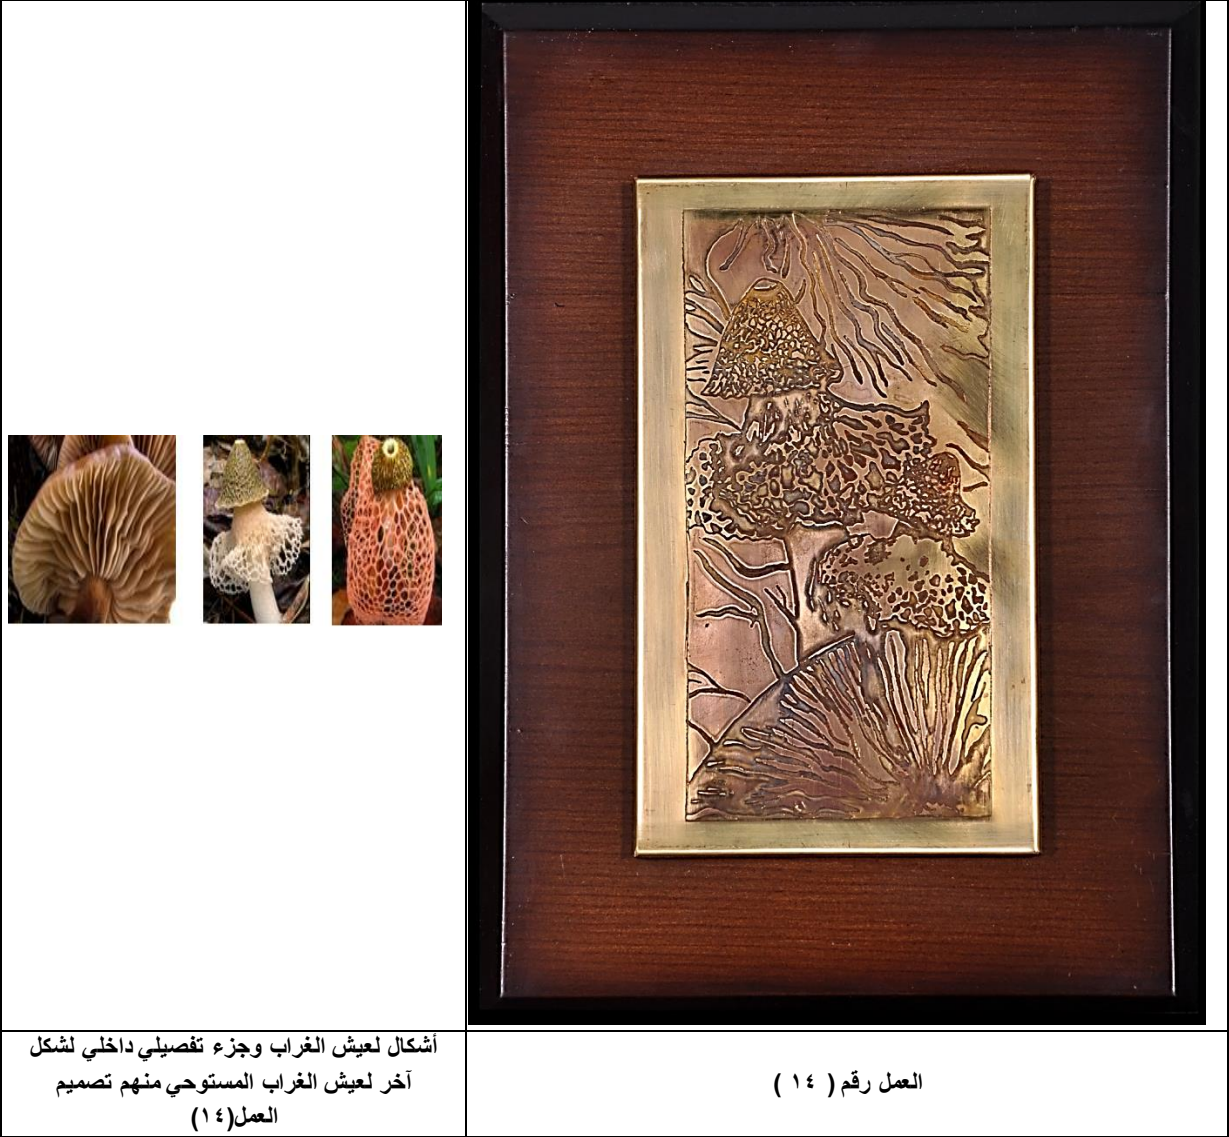 أشكال لعيش الغراب وجزء تفصيلي داخلي لشكل
آخر لعيش الغراب المستوحي منهم تصميم
العمل(١٤)
العمل رقم ( ١٤ )